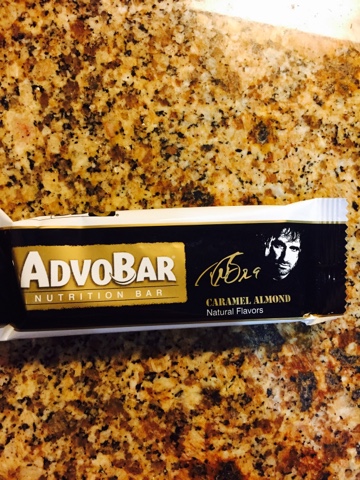 ADVOBAR
NUTRITION BAR
CARAMEL ALMOND
Natural Flavors